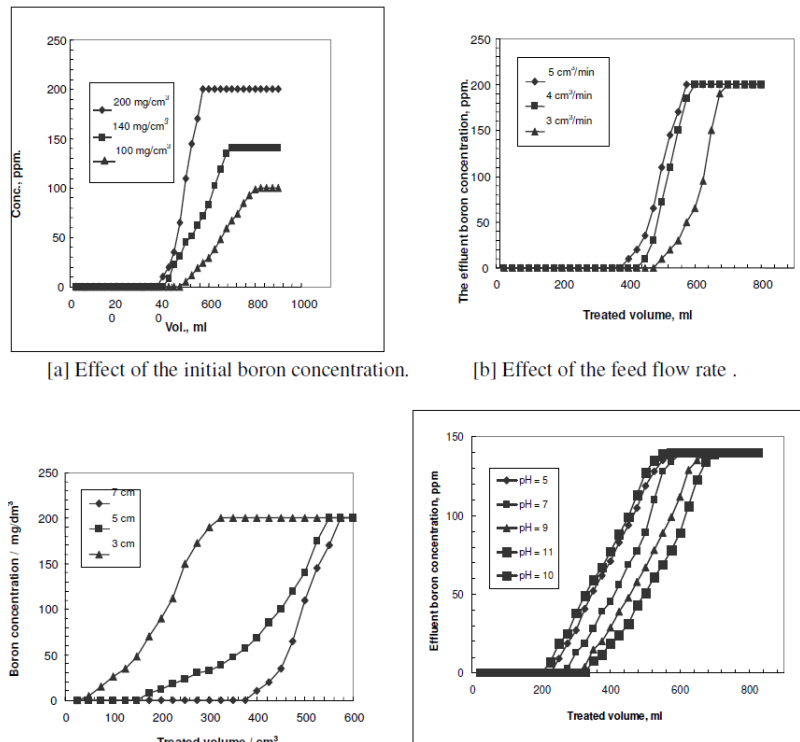 250
200
150
100
50
0
Conc., ppm.
200 mg/cm³
140 mg/cm³
100 mg/cm³
0 20 40 600 800 1000
0 0
Vol., ml
[a] Effect of the initial boron concentration.
250
200
150
100
50
0
The effluent boron concentration, ppm.
5 cm³/min
4 cm³/min
3 cm³/min
0 200 400 600 800
Treated volume, ml
[b] Effect of the feed flow rate .
250
200
150
100
50
0
Boron concentration / mg/dm³
7 cm
5 cm
3 cm
0 100 200 300 400 500 600
Treated volume / cm³
150
100
50
0
Effluent boron concentration, ppm
pH = 5
pH = 7
pH = 9
pH = 11
pH = 10
0 200 400 600 800
Treated volume, ml